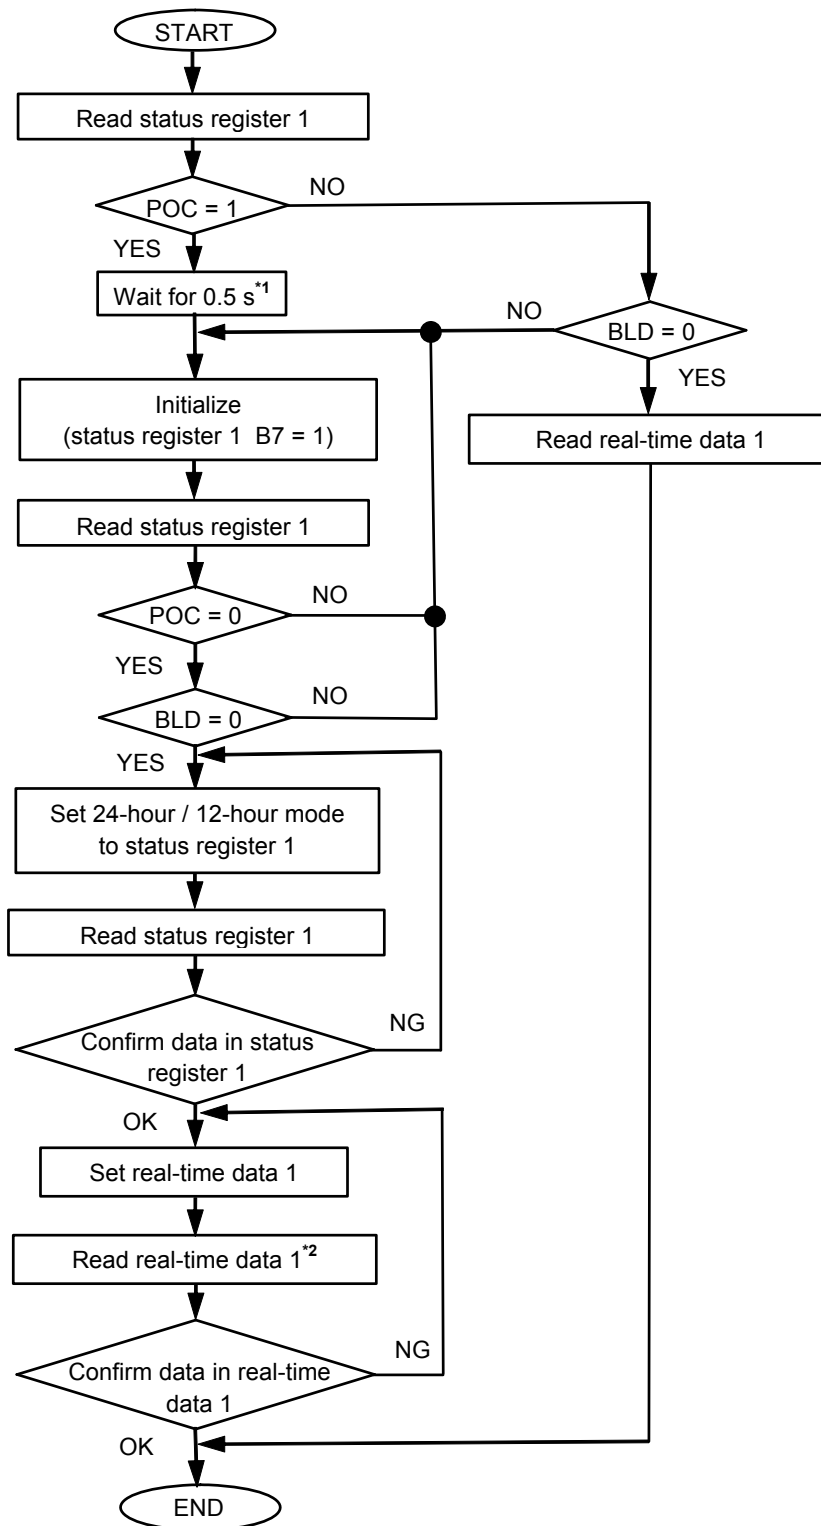 START
Read status register 1
NO
POC = 1
YES
Wait for 0.5 s*1
NO
BLD = 0
YES
Initialize
(status register 1  B7 = 1)
Read real-time data 1
Read status register 1
NO
POC = 0
YES
NO
BLD = 0
YES
Set 24-hour / 12-hour mode
to status register 1
Read status register 1
NG
Confirm data in status
register 1
OK
Set real-time data 1
Read real-time data 1*2
NG
Confirm data in real-time
data 1
OK
END